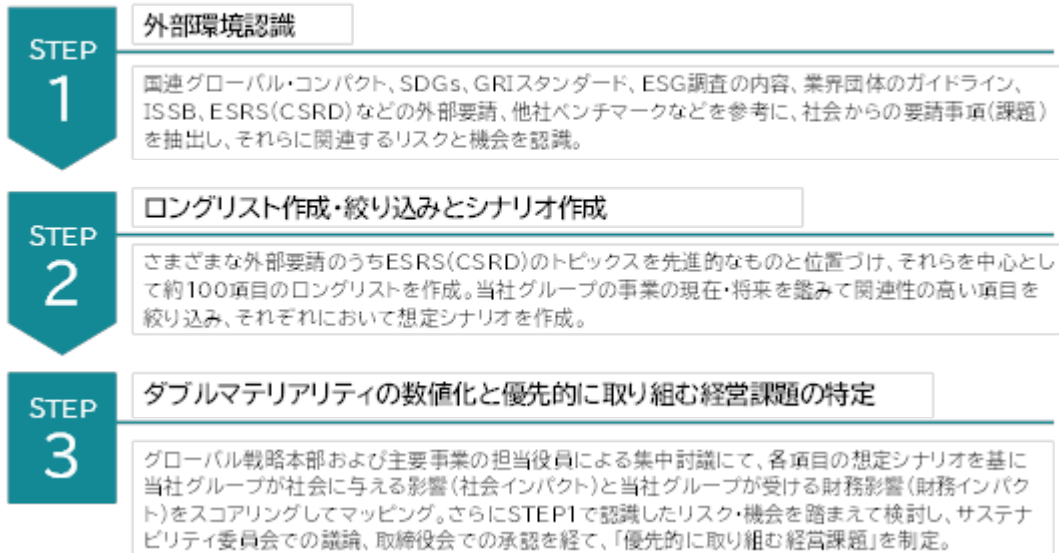 STEP
1
外部環境認識
国連グローバル・コンパクト、SDGs、GRIスタンダード、ESG調査の内容、業界団体のガイドライン、
ISSB、ESRS(CSRD)などの外部要請、他社ベンチマークなどを参考に、社会からの要請事項(課題)
を抽出し、それらに関連するリスクと機会を認識。
STEP
2
ロングリスト作成・絞り込みとシナリオ作成
さまざまな外部要請のうちESRS(CSRD)のトピックスを先進的なものと位置づけ、それらを中心とし
て約100項目のロングリストを作成。当社グループの事業の現在・将来を鑑みて関連性の高い項目を
絞り込み、それぞれにおいて想定シナリオを作成。
STEP
3
ダブルマテリアリティの数値化と優先的に取り組む経営課題の特定
グローバル戦略本部および主要事業の担当役員による集中討議にて、各項目の想定シナリオを基に
当社グループが社会に与える影響(社会インパクト)と当社グループが受ける財務影響(財務インパク
ト)をスコアリングしてマッピング。さらにSTEP1で認識したリスク・機会を踏まえて検討し、サステナ
ビリティ委員会での議論、取締役会での承認を経て、「優先的に取り組む経営課題」を制定。